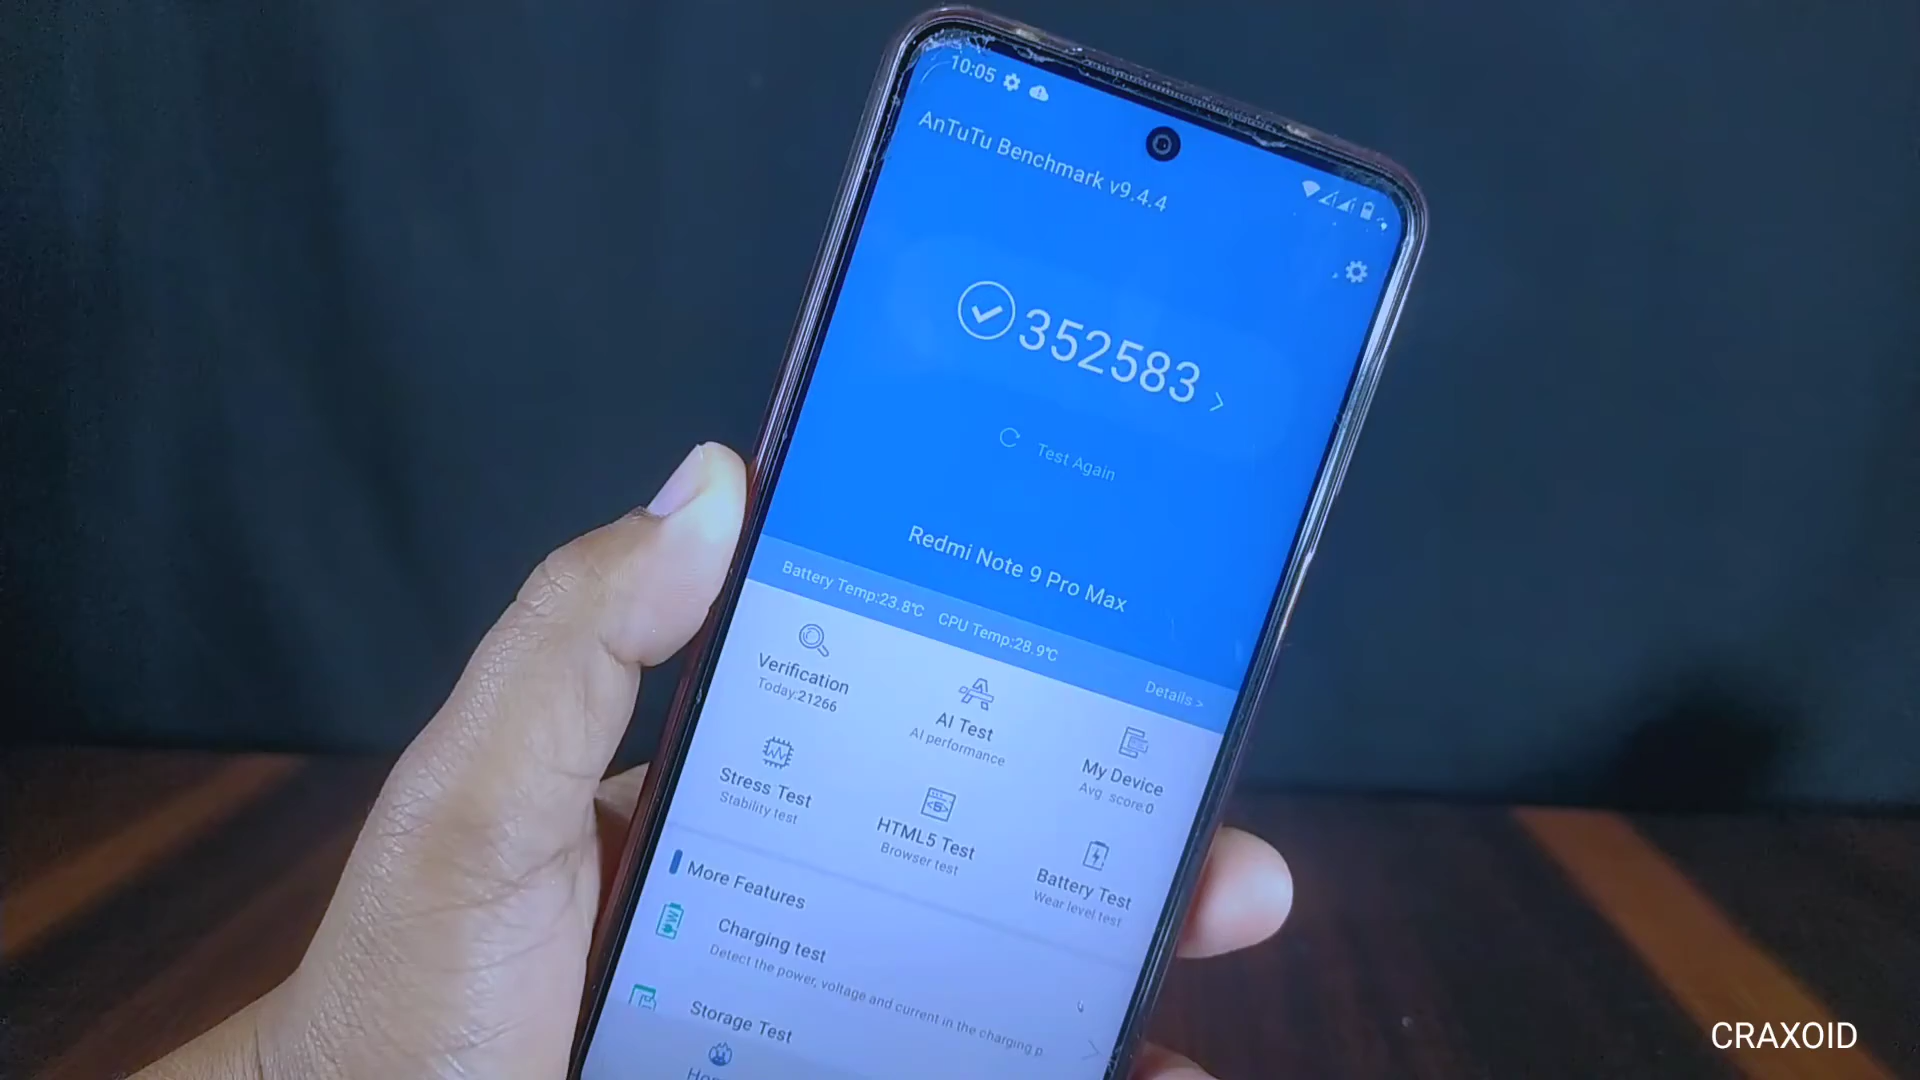 10:05
AnTuTu Benchmark v9.4.4
352583
Test Again
Redmi Note 9 Pro Max
Battery Temp:23.8℃ CPU Temp:28.9℃
Details >
Verification
Today:21266
AI Test
AI performance
My Device
Avg score:0
Stress Test
Stability test
HTML5 Test
Browser test
Battery Test
Wear level test
More Features
Charging test
Detect the power, voltage and current in the charging p
Storage Test
CRAXOID